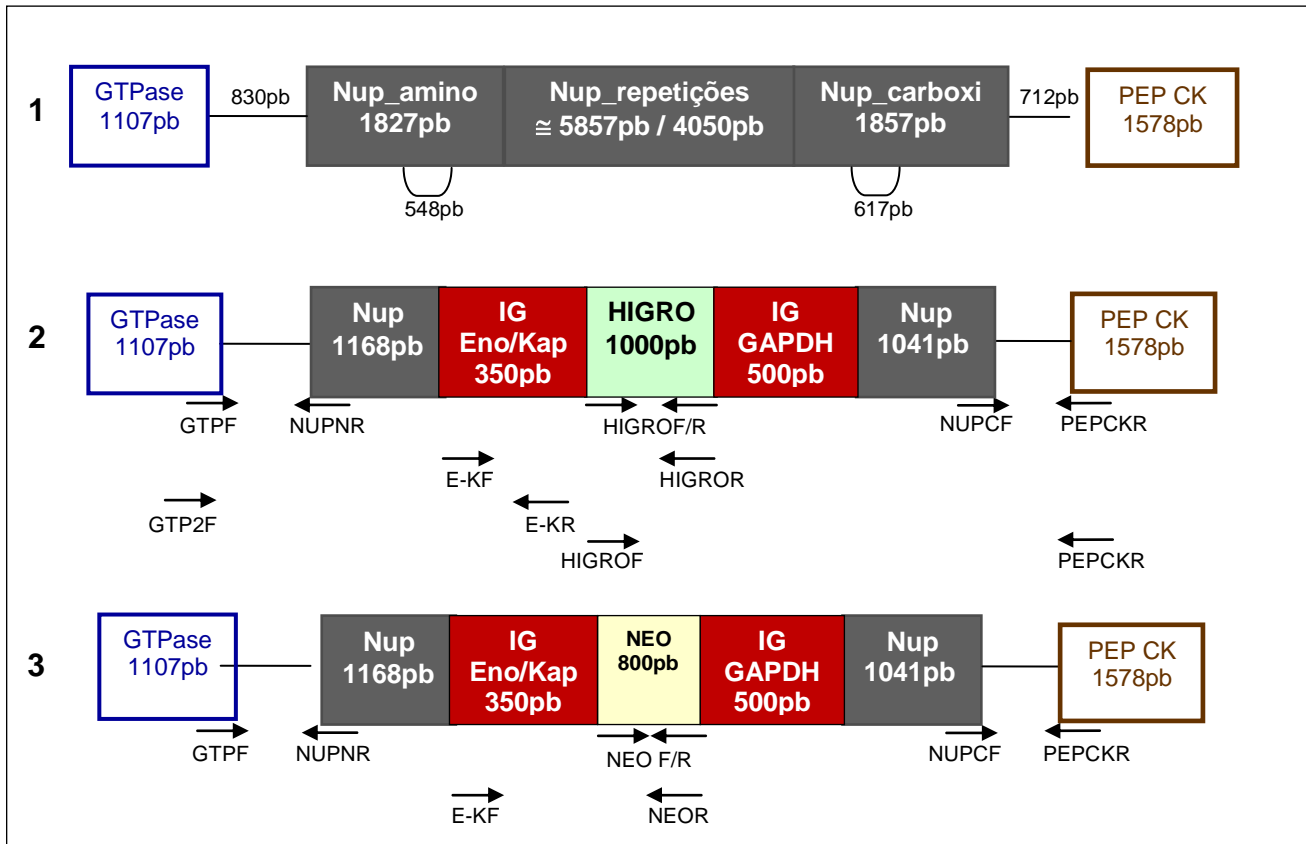 1
GTPase
1107pb
830pb
Nup_amino
1827pb
Nup_repetições
≅ 5857pb / 4050pb
Nup_carboxi
1857pb
712pb
PEP CK
1578pb
548pb
617pb
2
GTPase
1107pb
Nup
1168pb
IG
Eno/Kap
350pb
HIGRO
1000pb
IG
GAPDH
500pb
Nup
1041pb
PEP CK
1578pb
GTPF
NUPNR
HIGROF/R
NUPCF
PEPCKR
E-KF
HIGROR
GTP2F
E-KR
HIGROF
PEPCKR
3
GTPase
1107pb
Nup
1168pb
IG
Eno/Kap
350pb
NEO
800pb
IG
GAPDH
500pb
Nup
1041pb
PEP CK
1578pb
GTPF
NUPNR
NEO F/R
NUPCF
PEPCKR
E-KF
NEOR